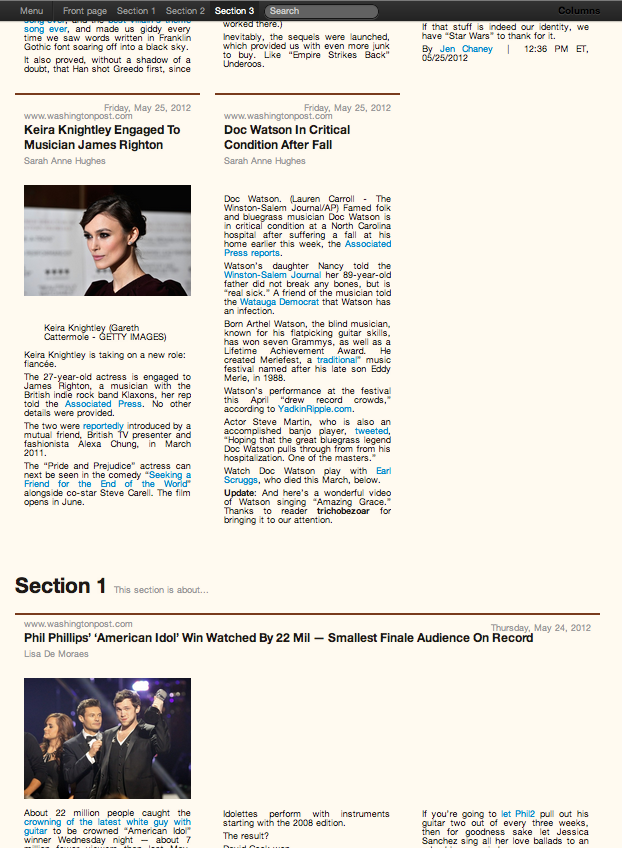 Menu Front page Section 1 Section 2 Section 3 Search Columns
song ever, and the best villain's theme
song ever, and made us giddy every
time we saw words written in Franklin
Gothic font soaring off into a black sky.
It also proved, without a shadow of a
doubt, that Han shot Greedo first, since
worked there.)
Inevitably, the sequels were launched,
which provided us with even more junk
to buy. Like “Empire Strikes Back”
Underoos.
If that stuff is indeed our identity, we
have “Star Wars” to thank for it.
By Jen Chaney | 12:36 PM ET,
05/25/2012
Friday, May 25, 2012
www.washingtonpost.com
Keira Knightley Engaged To
Musician James Righton
Sarah Anne Hughes
Keira Knightley (Gareth
Cattermole - GETTY IMAGES)
Keira Knightley is taking on a new role:
fiancée.
The 27-year-old actress is engaged to
James Righton, a musician with the
British indie rock band Klaxons, her rep
told the Associated Press. No other
details were provided.
The two were reportedly introduced by a
mutual friend, British TV presenter and
fashionista Alexa Chung, in March
2011.
The “Pride and Prejudice” actress can
next be seen in the comedy “Seeking a
Friend for the End of the World”
alongside co-star Steve Carell. The film
opens in June.
Friday, May 25, 2012
www.washingtonpost.com
Doc Watson In Critical
Condition After Fall
Sarah Anne Hughes
Doc Watson. (Lauren Carroll - The
Winston-Salem Journal/AP) Famed folk
and bluegrass musician Doc Watson is
in critical condition at a North Carolina
hospital after suffering a fall at his
home earlier this week, the Associated
Press reports.
Watson's daughter Nancy told the
Winston-Salem Journal her 89-year-old
father did not break any bones, but is
“real sick.” A friend of the musician told
the Watauga Democrat that Watson has
an infection.
Born Arthel Watson, the blind musician,
known for his flatpicking guitar skills,
has won seven Grammys, as well as a
Lifetime Achievement Award. He
created Merlefest, a traditional” music
festival named after his late son Eddy
Merle, in 1988.
Watson's performance at the festival
this April “drew record crowds,”
according to YadkinRipple.com.
Actor Steve Martin, who is also an
accomplished banjo player, tweeted,
“Hoping that the great bluegrass legend
Doc Watson pulls through from from his
hospitalization. One of the masters.”
Watch Doc Watson play with Earl
Scruggs, who died this March, below.
Update: And here's a wonderful video
of Watson singing “Amazing Grace.”
Thanks to reader trichobezoar for
bringing it to our attention.
Section 1 This section is about...
www.washingtonpost.com
Thursday, May 24, 2012
Phil Phillips' ‘American Idol’ Win Watched By 22 Mil — Smallest Finale Audience On Record
Lisa De Moraes
About 22 million people caught the
crowning of the latest white guy with
guitar to be crowned “American Idol”
winner Wednesday night — about 7
million fewer viewers than last May
Idolettes perform with instruments
starting with the 2008 edition.
The result?
David Cook won
If you're going to let Phil2 pull out his
guitar two out of every three weeks,
then for goodness sake let Jessica
Sanchez sing all her love ballads to an